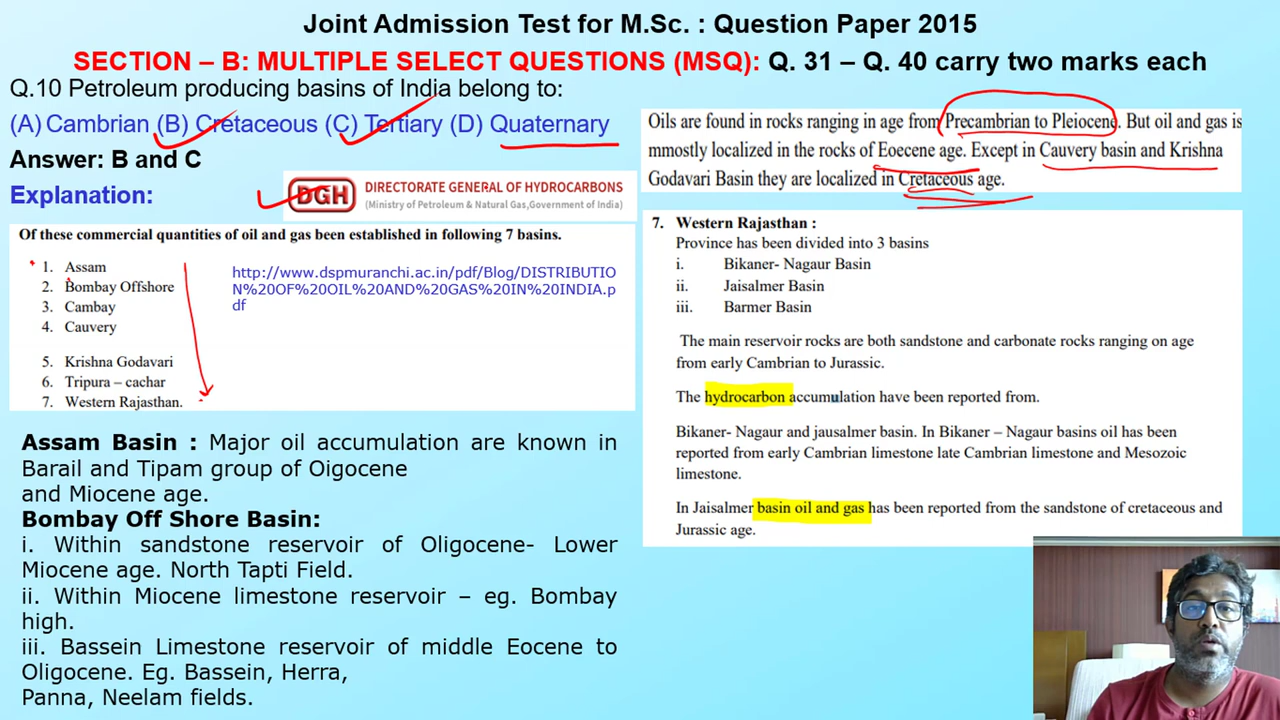 Joint Admission Test for M.Sc. : Question Paper 2015
SECTION – B: MULTIPLE SELECT QUESTIONS (MSQ): Q. 31 – Q. 40 carry two marks each
Q.10 Petroleum producing basins of India belong to:
(A) Cambrian (B) Cretaceous (C) Tertiary (D) Quaternary
Answer: B and C
Explanation:
DGH
DIRECTORATE GENERAL OF HYDROCARBONS
(Ministry of Petroleum & Natural Gas,Government of India)
Of these commercial quantities of oil and gas been established in following 7 basins.
1. Assam
2. Bombay Offshore
3. Cambay
4. Cauvery
5. Krishna Godavari
6. Tripura – cachar
7. Western Rajasthan.
http://www.dspmuranchi.ac.in/pdf/Blog/DISTRIBUTIO
N%20OF%20OIL%20AND%20GAS%20IN%20INDIA.p
df
Assam Basin : Major oil accumulation are known in
Barail and Tipam group of Oigocene
and Miocene age.
Bombay Off Shore Basin:
i. Within sandstone reservoir of Oligocene- Lower
Miocene age. North Tapti Field.
ii. Within Miocene limestone reservoir – eg. Bombay
high.
iii. Bassein Limestone reservoir of middle Eocene to
Oligocene. Eg. Bassein, Herra,
Panna, Neelam fields.
Oils are found in rocks ranging in age from Precambrian to Pleiocene. But oil and gas is
mmostly localized in the rocks of Eoecene age. Except in Cauvery basin and Krishna
Godavari Basin they are localized in Cretaceous age.
7. Western Rajasthan :
Province has been divided into 3 basins
i. Bikaner- Nagaur Basin
ii. Jaisalmer Basin
iii. Barmer Basin
The main reservoir rocks are both sandstone and carbonate rocks ranging on age
from early Cambrian to Jurassic.
The hydrocarbon accumulation have been reported from.
Bikaner- Nagaur and jausalmer basin. In Bikaner – Nagaur basins oil has been
reported from early Cambrian limestone late Cambrian limestone and Mesozoic
limestone.
In Jaisalmer basin oil and gas has been reported from the sandstone of cretaceous and
Jurassic age.